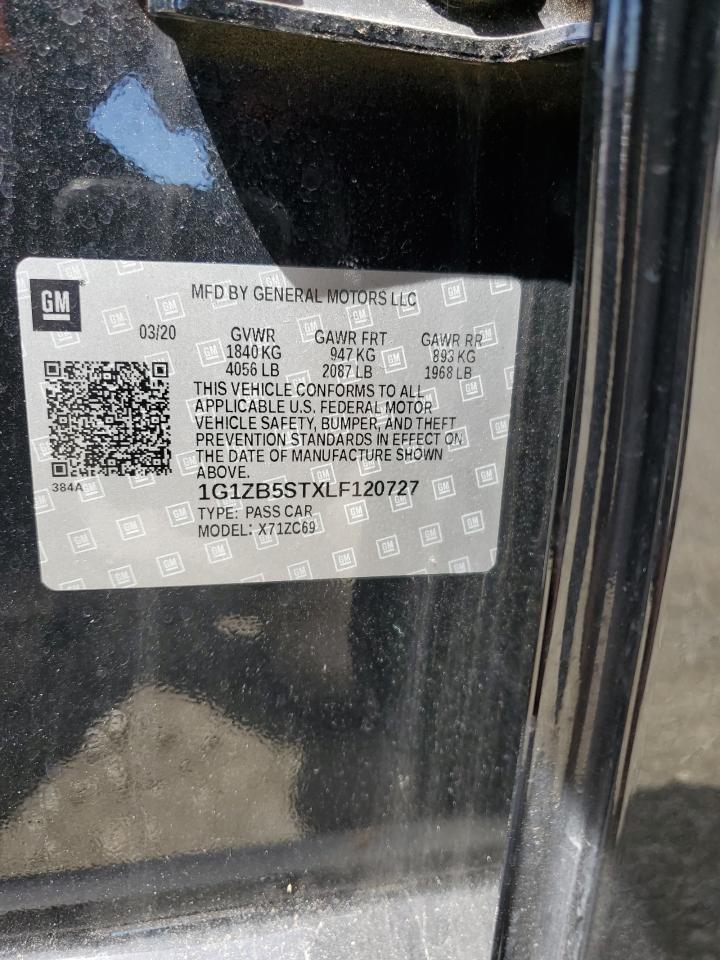 GM
MFD BY GENERAL MOTORS LLC
03/20 GVWR GAWR FRT GAWR RR
1840 KG 947 KG 893 KG
4056 LB 2087 LB 1968 LB
THIS VEHICLE CONFORMS TO ALL
APPLICABLE U.S. FEDERAL MOTOR
VEHICLE SAFETY, BUMPER, AND THEFT
PREVENTION STANDARDS IN EFFECT ON
THE DATE OF MANUFACTURE SHOWN
ABOVE.
384A
1G1ZB5STXLF120727
TYPE: PASS CAR
MODEL: X71ZC69